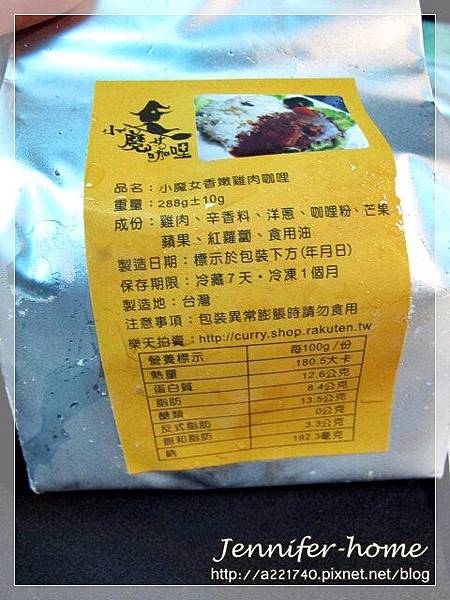 小魔女咖哩
品名：小魔女香嫩雞肉咖哩
重量：288g±10g
成份：雞肉、辛香料、洋蔥、咖哩粉、芒果
蘋果、紅蘿蔔、食用油
製造日期：標示於包裝下方(年月日)
保存期限：冷藏7天・冷凍1個月
製造地：台灣
注意事項：包裝異常膨脹時請勿食用
樂天拍賣：http://curry.shop.rakuten.tw
營養標示 每100g／份
熱量 180.5大卡
蛋白質 12.6公克
脂肪 8.4公克
醣類 13.5公克
反式脂肪 0公克
飽和脂肪 3.3公克
鈉 192.3毫克
Jennifer-home
http://a221740.pixnet.net/blog